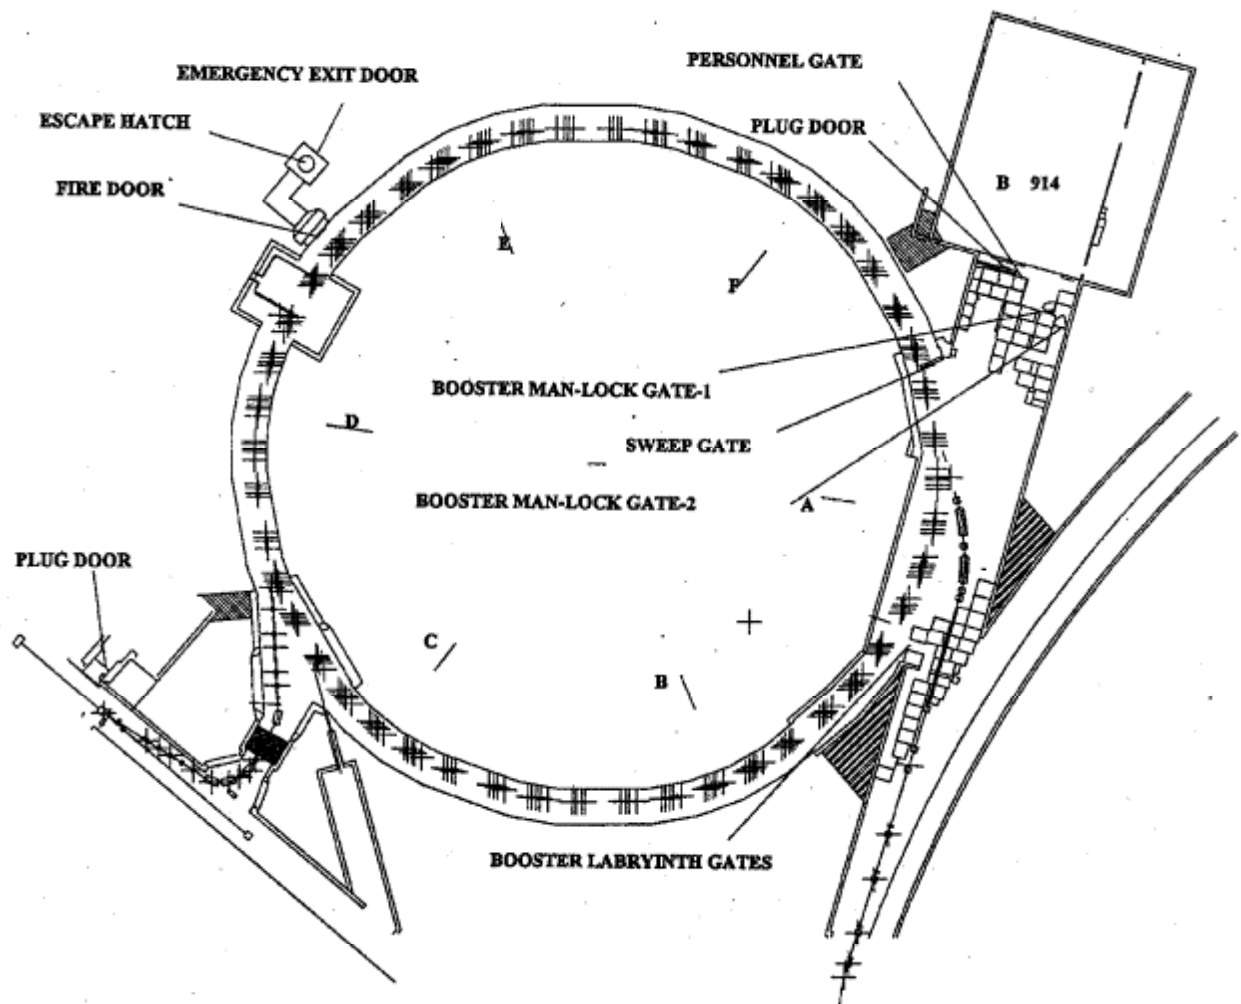 PERSONNEL GATE
EMERGENCY EXIT DOOR
ESCAPE HATCH
PLUG DOOR
FIRE DOOR
B 914
E
F
BOOSTER MAN-LOCK GATE-1
D
SWEEP GATE
BOOSTER MAN-LOCK GATE-2
A
PLUG DOOR
C
B
BOOSTER LABRYINTH GATES